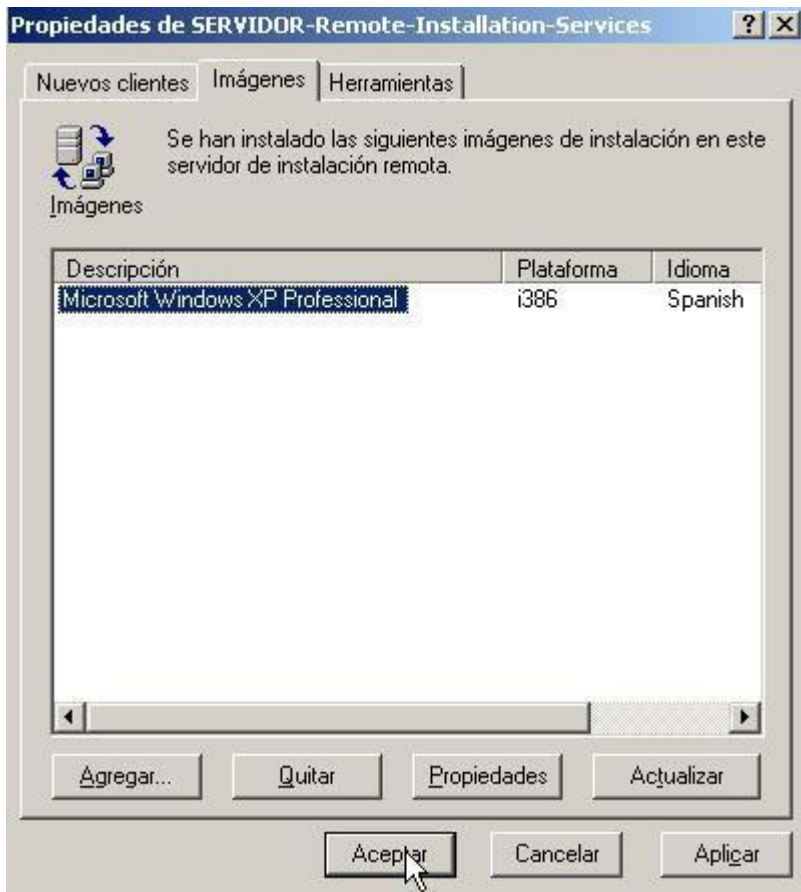 Propiedades de SERVIDOR-Remote-Installation-Services
Nuevos clientes Imágenes Herramientas
Se han instalado las siguientes imágenes de instalación en este
servidor de instalación remota.
Imágenes
Descripción Plataforma Idioma
Microsoft Windows XP Professional i386 Spanish
Agregar... Quitar Propiedades Actualizar
Aceptar Cancelar Aplicar